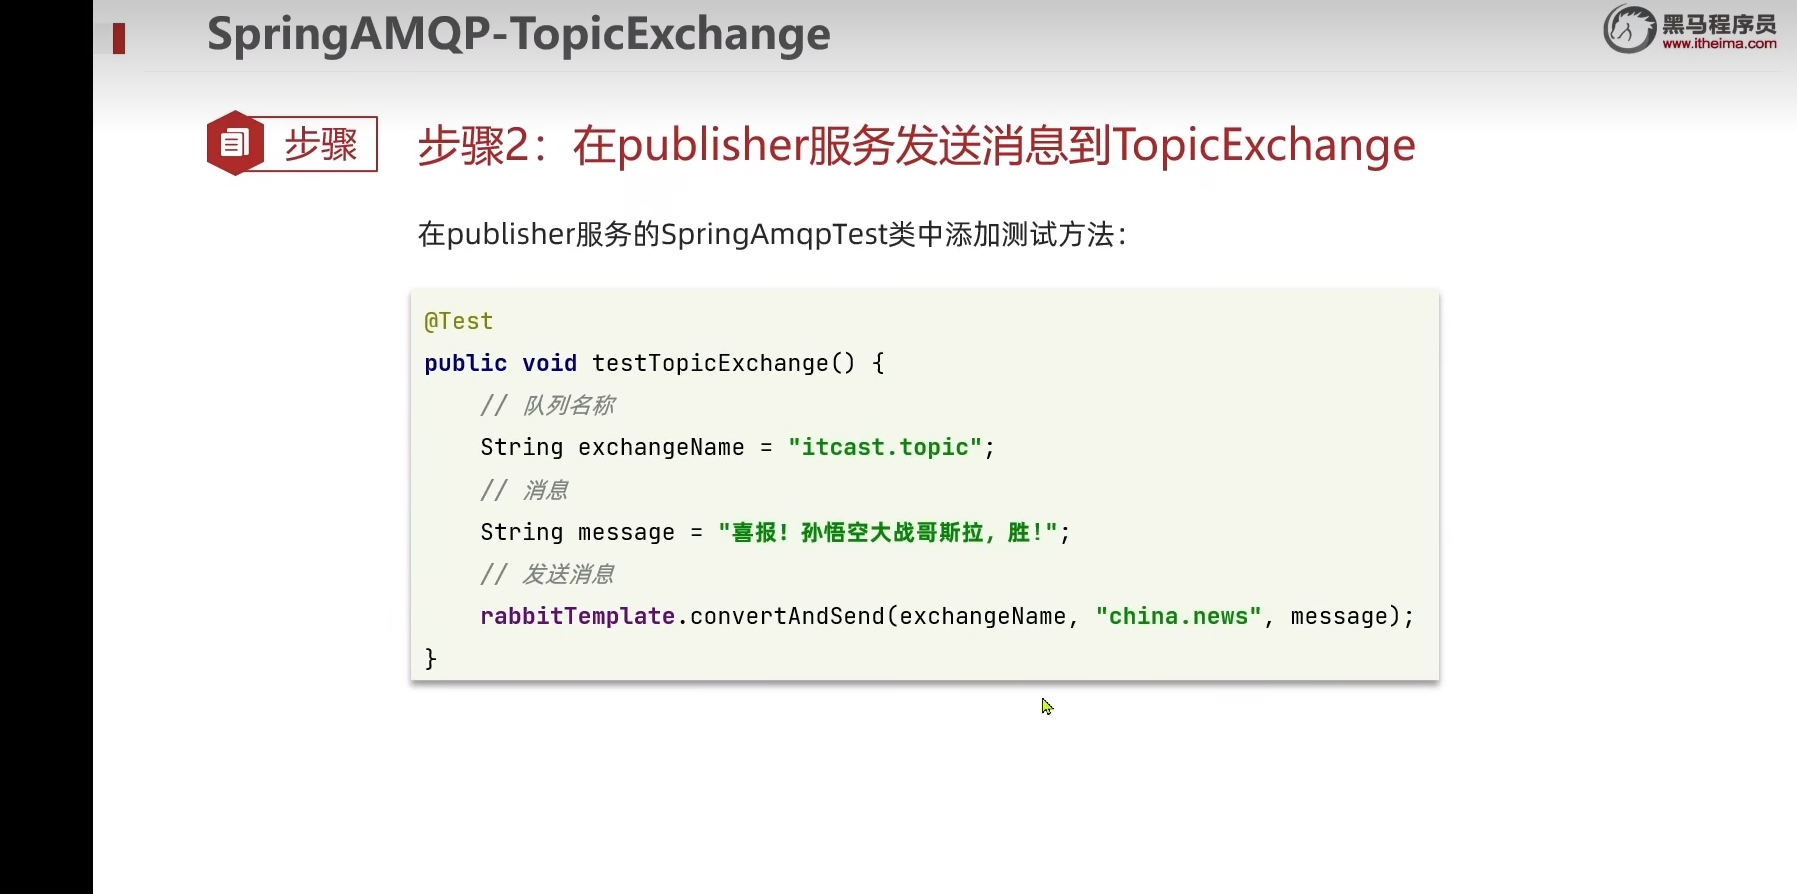 SpringAMQP-TopicExchange
黑马程序员
www.itheima.com
步骤
步骤2：在publisher服务发送消息到TopicExchange
在publisher服务的SpringAmqpTest类中添加测试方法：
@Test
public void testTopicExchange() {
// 队列名称
String exchangeName = "itcast.topic";
// 消息
String message = "喜报！孙悟空大战哥斯拉，胜！";
// 发送消息
rabbitTemplate.convertAndSend(exchangeName, "china.news", message);
}